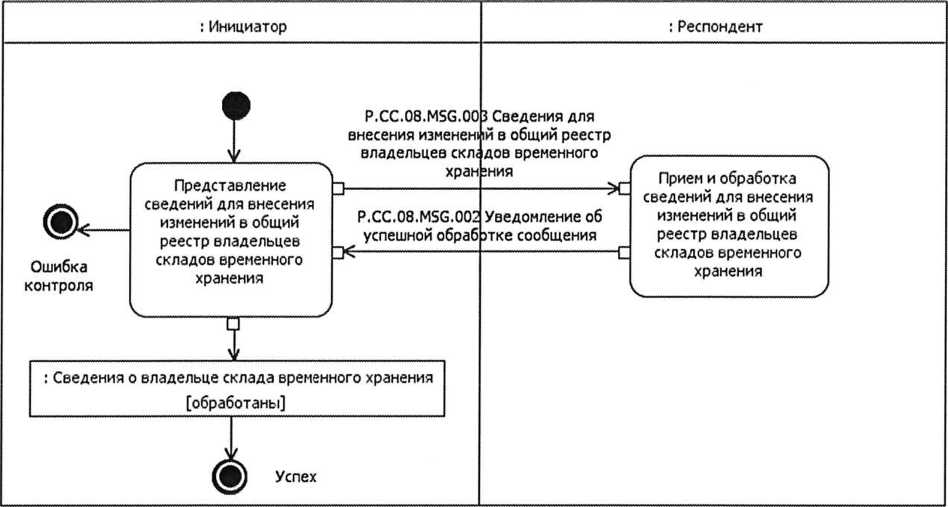 : Инициатор
: Респондент
P.CC.08.MSG.003 Сведения для
внесения изменений в общий реестр
владельцев складов временного
хранения
Представление
сведений для внесения
изменений в общий
реестр владельцев
складов временного
хранения
Прием и обработка
сведений для внесения
изменений в общий
реестр владельцев
складов временного
хранения
P.CC.08.MSG.002 Уведомление об
успешной обработке сообщения
Ошибка
контроля
: Сведения о владельце склада временного хранения
[обработаны]
Успех